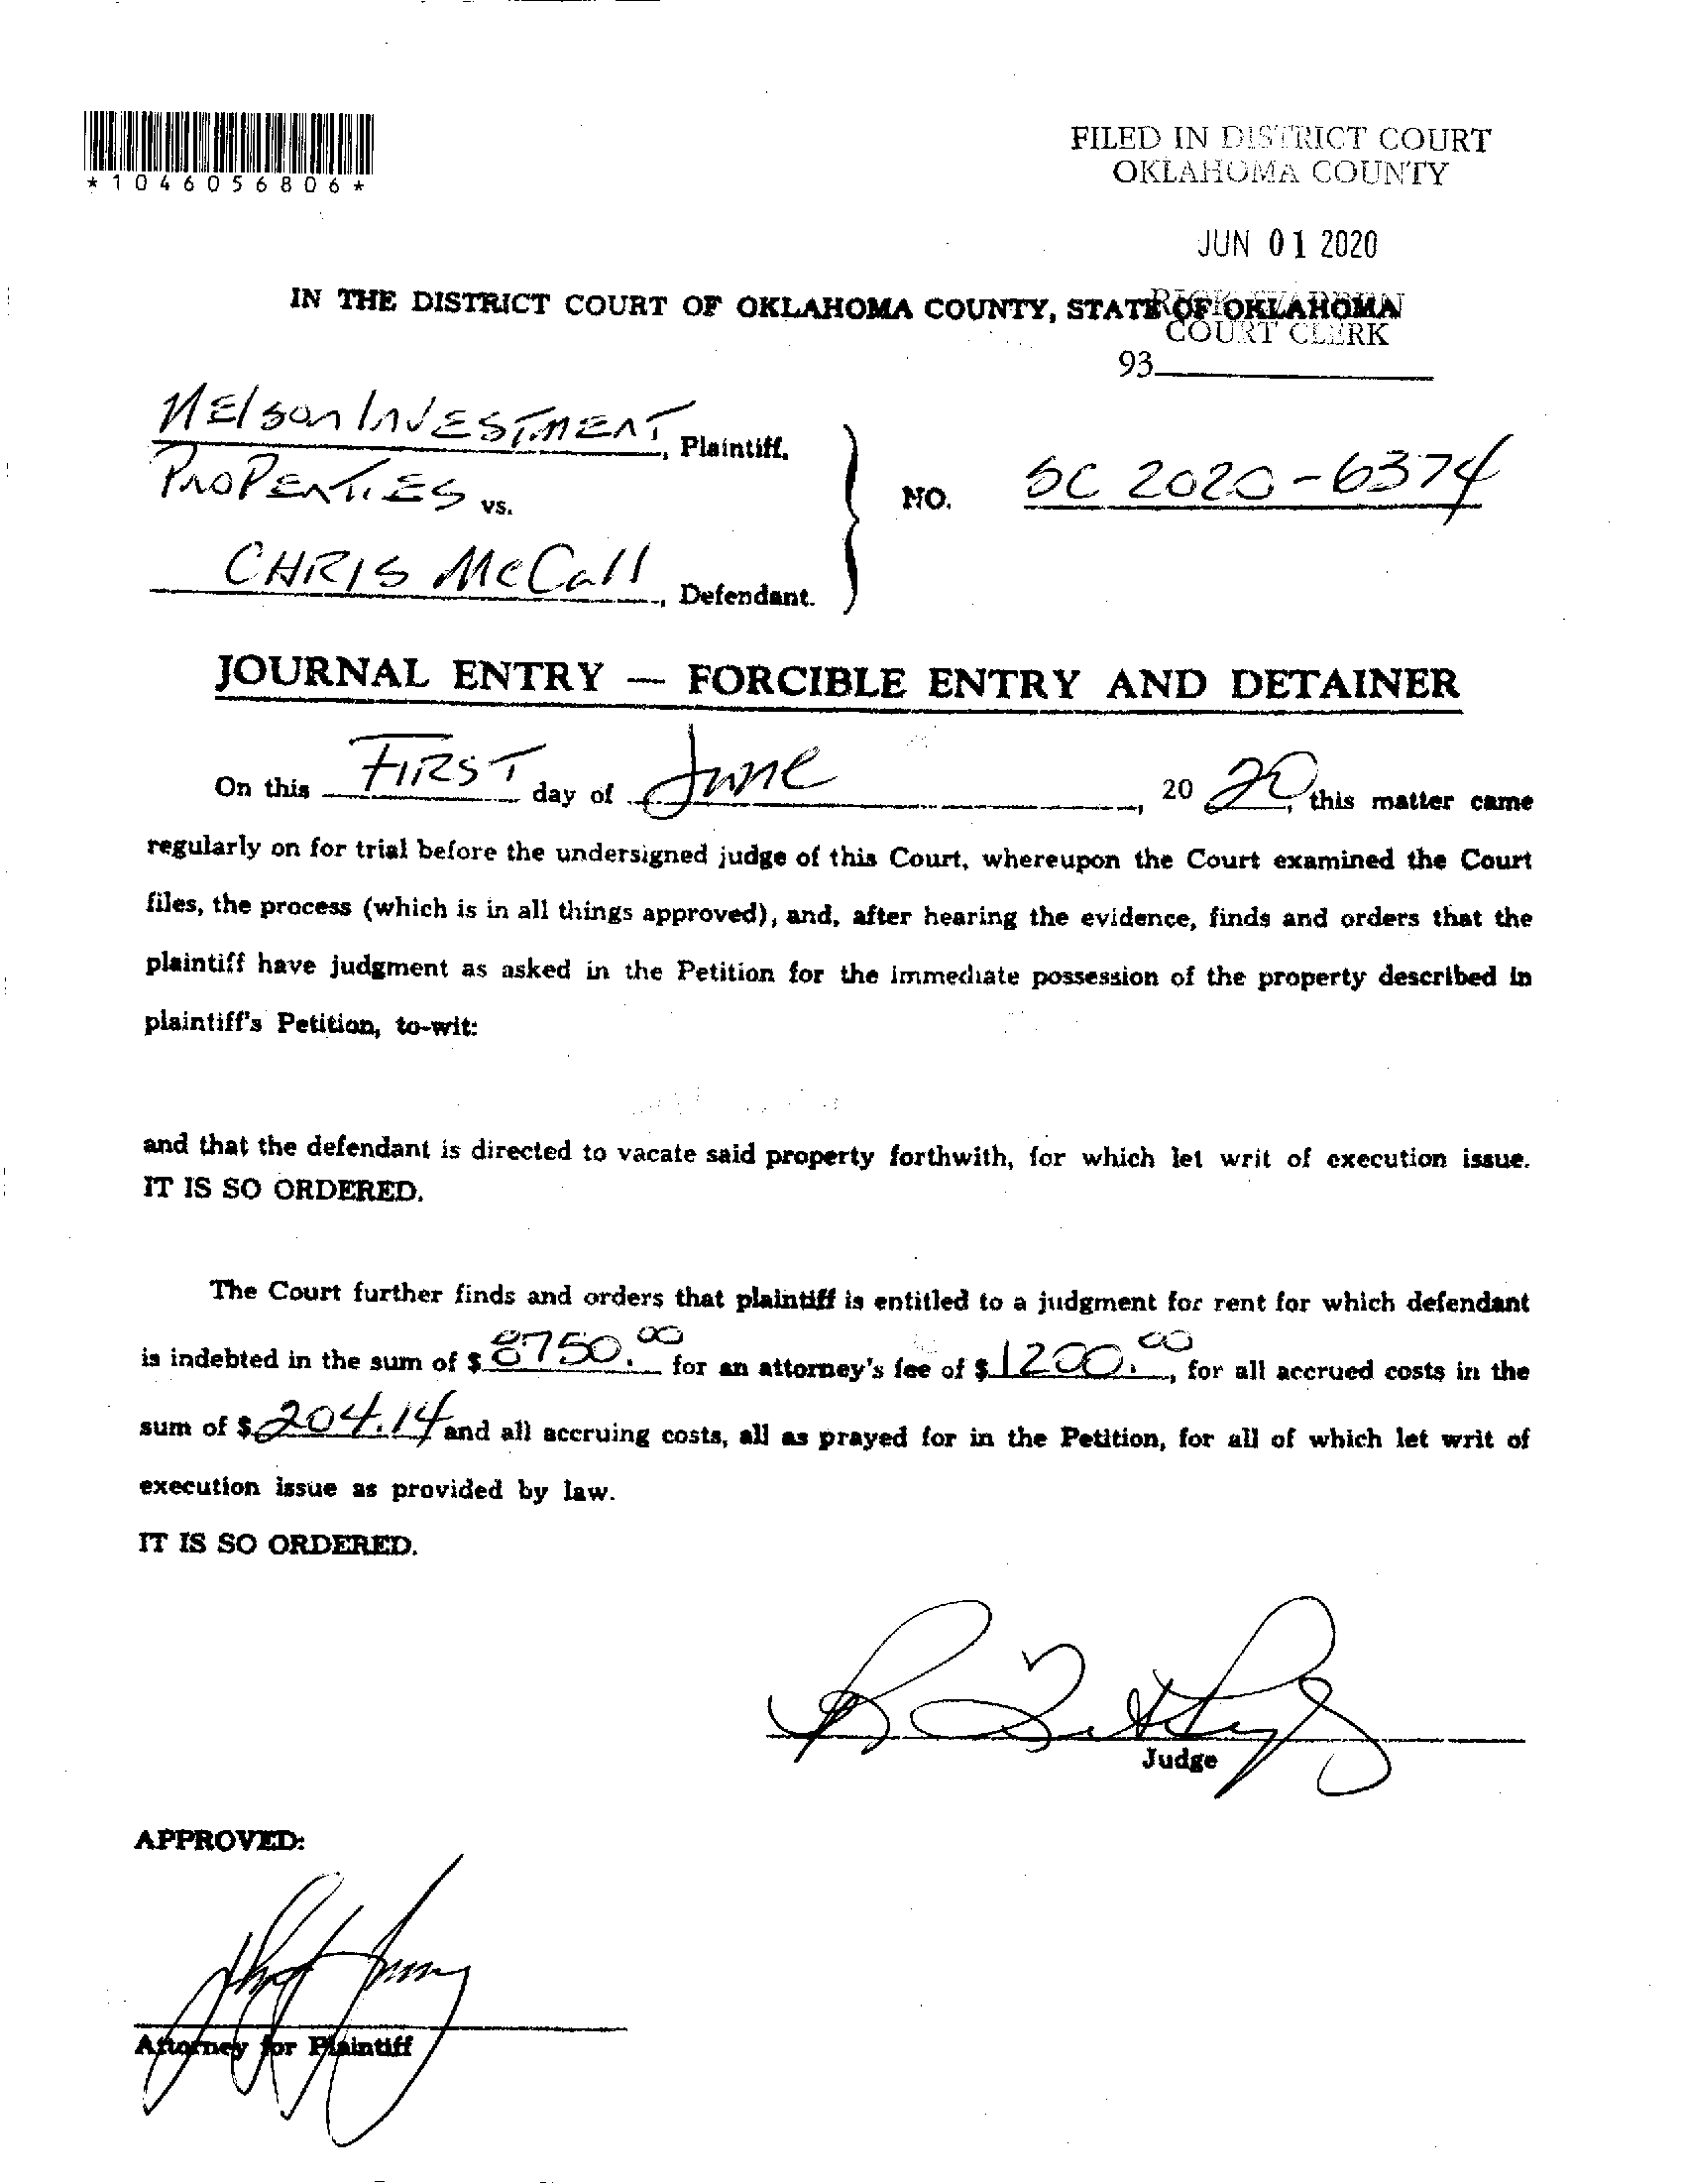 *1046056806*
FILED IN DISTRICT COURT
OKLAHOMA COUNTY
JUN 01 2020
IN THE DISTRICT COURT OF OKLAHOMA COUNTY, STATE OF OKLAHOMA
COURT CLERK
93
NELSON INVESTMENT, Plaintiff,
PROPERTIES vs.
NO. SC 2020-6374
CHRIS McCall, Defendant.
JOURNAL ENTRY — FORCIBLE ENTRY AND DETAINER
On this FIRST day of June, 20 20, this matter came
regularly on for trial before the undersigned judge of this Court, whereupon the Court examined the Court
files, the process (which is in all things approved), and, after hearing the evidence, finds and orders that the
plaintiff have judgment as asked in the Petition for the immediate possession of the property described in
plaintiff's Petition, to-wit:
and that the defendant is directed to vacate said property forthwith, for which let writ of execution issue.
IT IS SO ORDERED.
The Court further finds and orders that plaintiff is entitled to a judgment for rent for which defendant
is indebted in the sum of $ 8750.00 for an attorney's fee of $ 1200.00, for all accrued costs in the
sum of $ 204.14 and all accruing costs, all as prayed for in the Petition, for all of which let writ of
execution issue as provided by law.
IT IS SO ORDERED.
Judge
APPROVED:
Attorney for Plaintiff